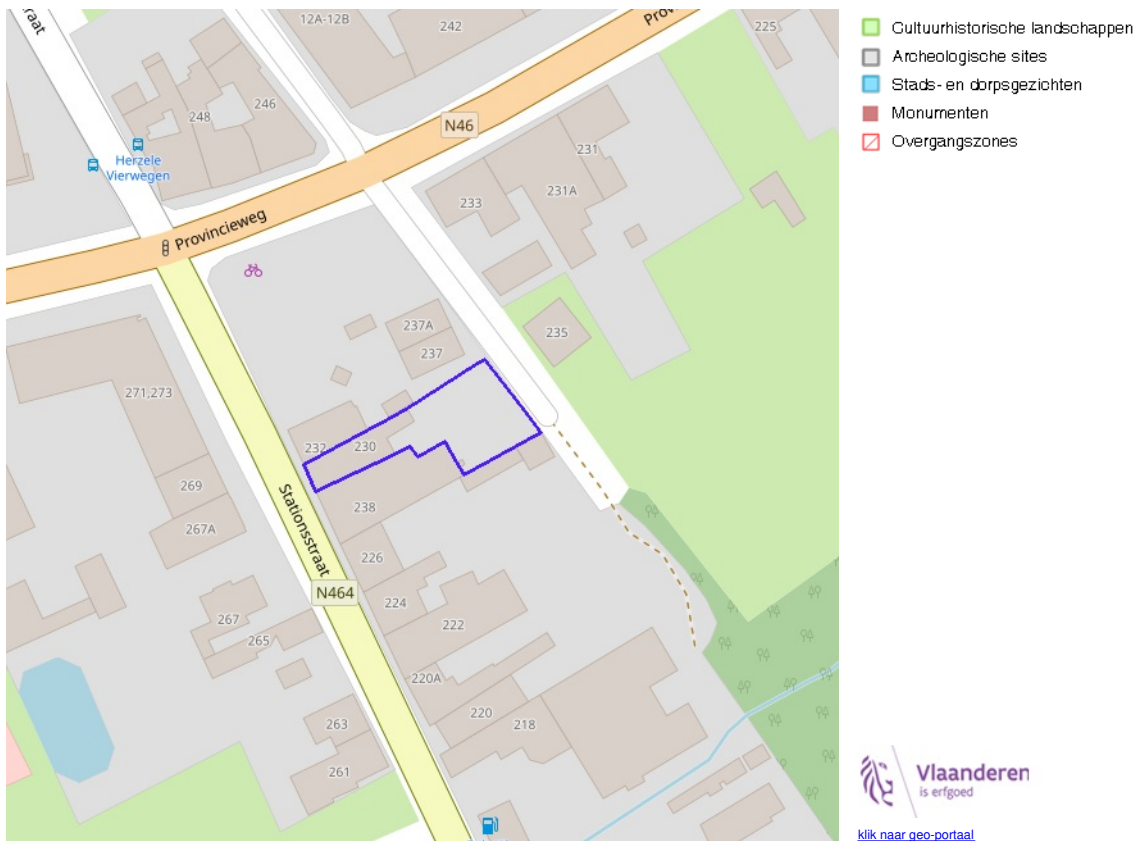 straat
12A-12B
242
225
248
246
N46
Herzele
Vierwegen
231
231A
233
Provincieweg
237A
237
235
271,273
232
230
269
238
267A
Stationsstraat
226
N464
224
267
265
222
220A
220
218
263
261
Cultuurhistorische landschappen
Archeologische sites
Stads- en dorpsgezichten
Monumenten
Overgangszones
Vlaanderen
is erfgoed
klik naar geo-portaal